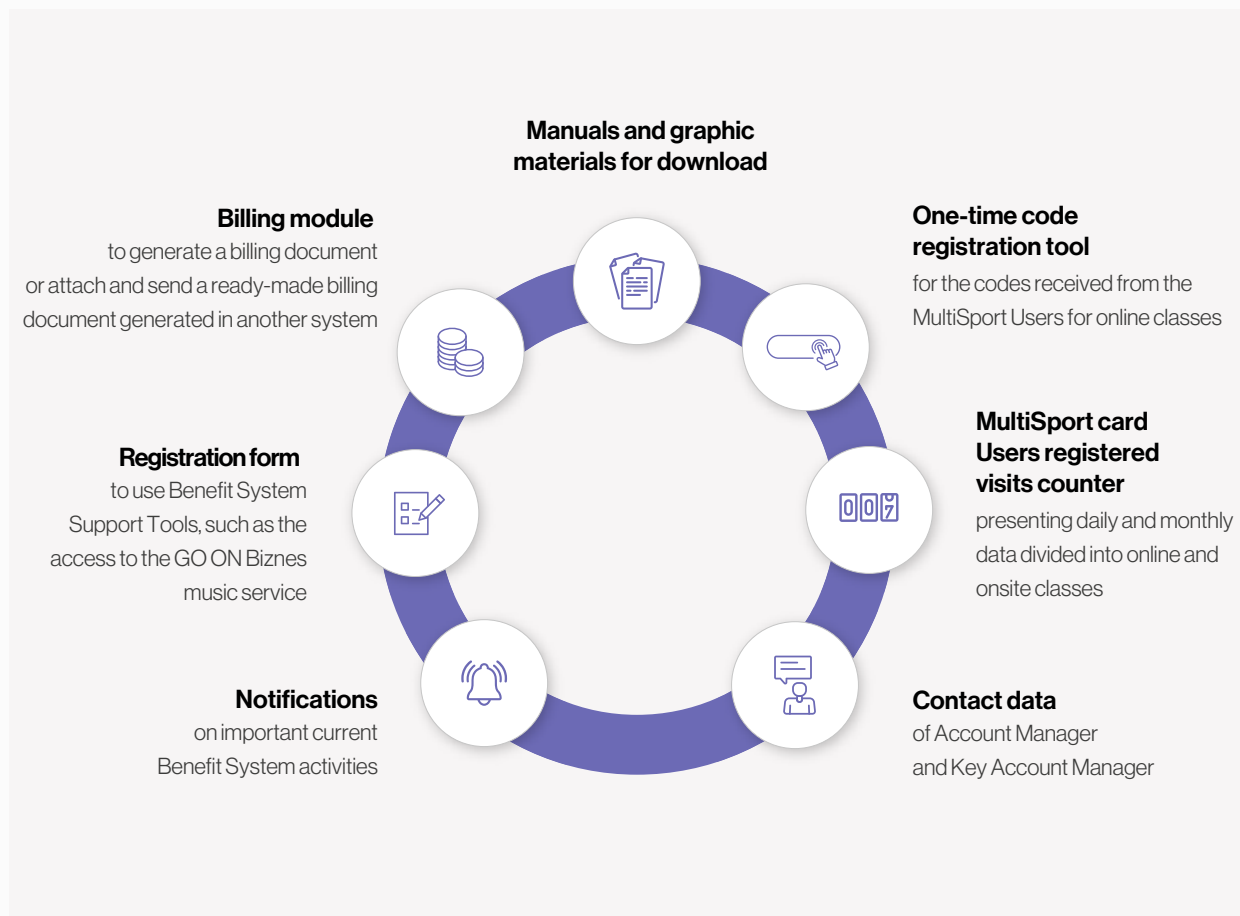 Manuals and graphic
materials for download
Billing module
to generate a billing document
or attach and send a ready-made billing
document generated in another system
One-time code
registration tool
for the codes received from the
MultiSport Users for online classes
Registration form
to use Benefit System
Support Tools, such as the
access to the GO ON Biznes
music service
007
MultiSport card
Users registered
visits counter
presenting daily and monthly
data divided into online and
onsite classes
Notifications
on important current
Benefit System activities
Contact data
of Account Manager
and Key Account Manager